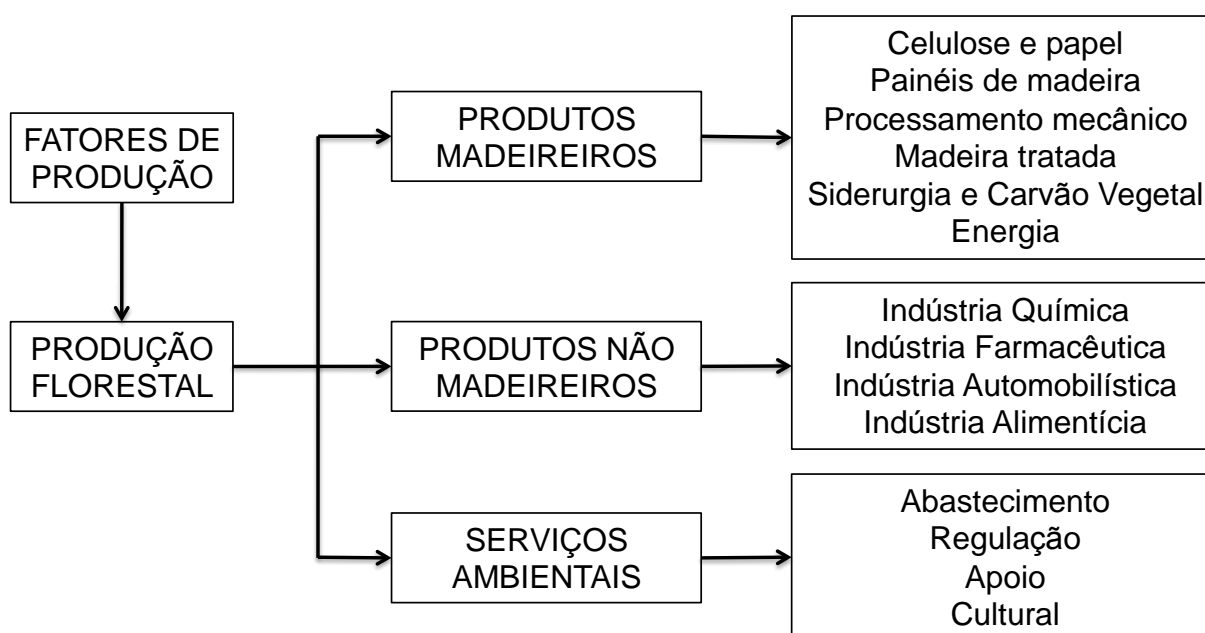 FATORES DE
PRODUÇÃO
PRODUÇÃO
FLORESTAL
PRODUTOS
MADEIREIROS
Celulose e papel
Painéis de madeira
Processamento mecânico
Madeira tratada
Siderurgia e Carvão Vegetal
Energia
PRODUTOS NÃO
MADEIREIROS
Indústria Química
Indústria Farmacêutica
Indústria Automobilística
Indústria Alimentícia
SERVIÇOS
AMBIENTAIS
Abastecimento
Regulação
Apoio
Cultural